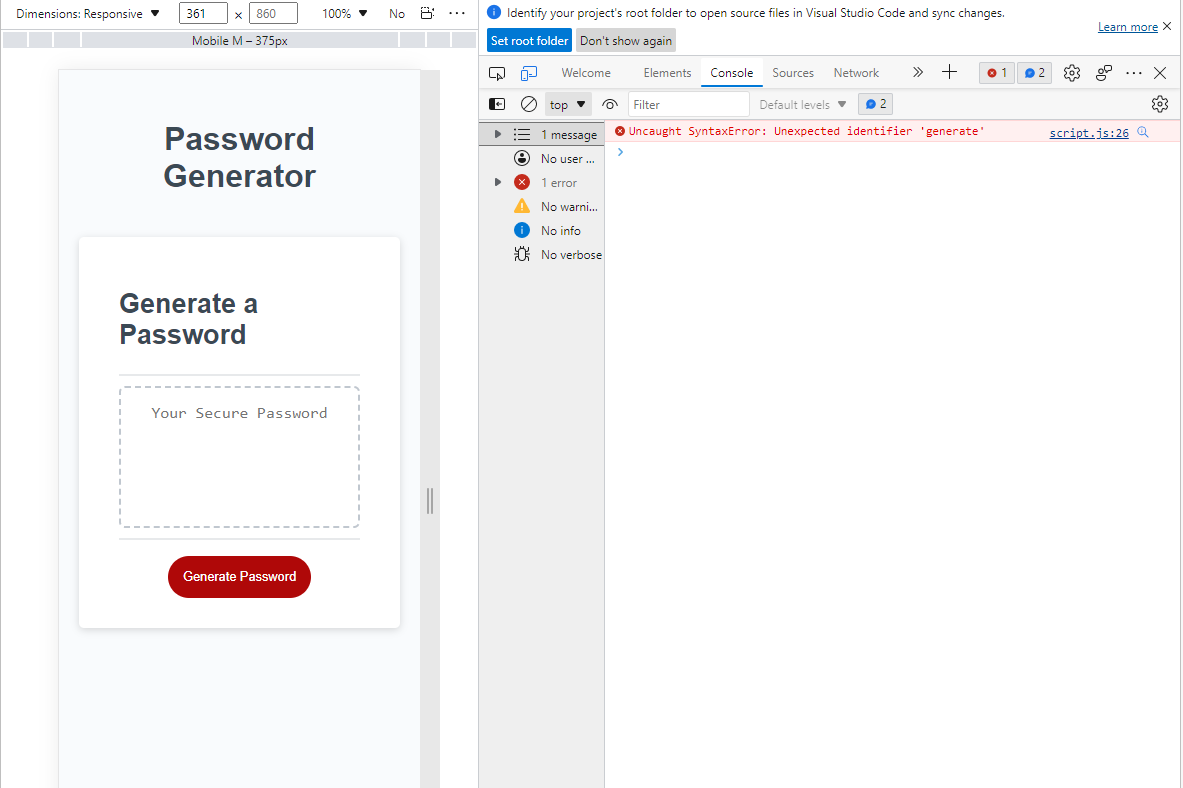 Dimensions: Responsive 361 × 860 100% No
Mobile M – 375px
Password
Generator
Generate a
Password
Your Secure Password
Generate Password
Identify your project's root folder to open source files in Visual Studio Code and sync changes.
Learn more
Set root folder Don't show again
Welcome Elements Console Sources Network 1 2
top Filter Default levels 2
1 message
No user ...
1 error
No warni...
No info
No verbose
Uncaught SyntaxError: Unexpected identifier 'generate' script.js:26